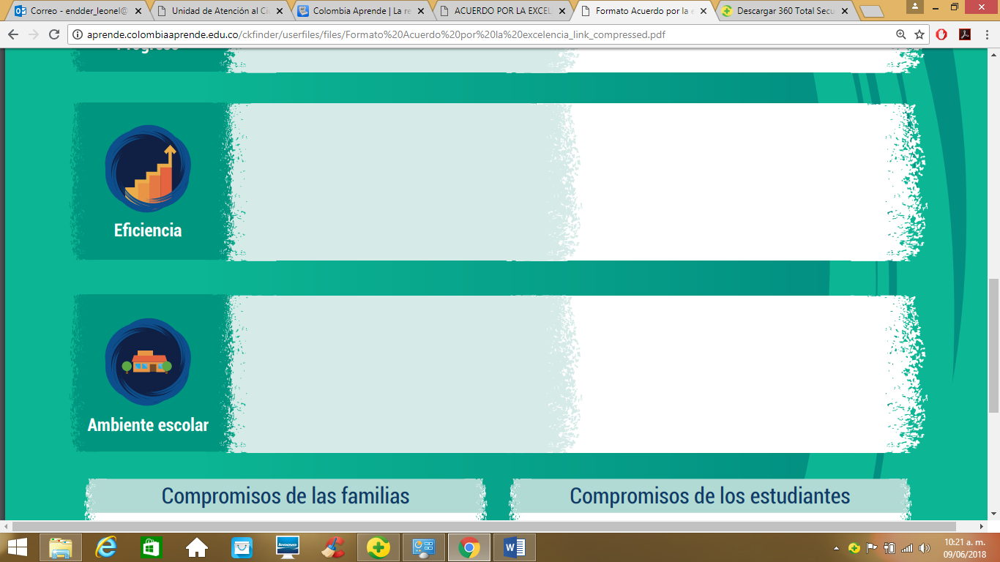 Correo - endder_leonel@
Unidad de Atención al Ci
Colombia Aprende | La re
ACUERDO POR LA EXCEL
Formato Acuerdo por la e
Descargar 360 Total Secu
aprende.colombiaaprende.edu.co/ckfinder/userfiles/files/Formato%20Acuerdo%20por%20la%20excelencia_link_compressed.pdf
Progreso
Eficiencia
Ambiente escolar
Compromisos de las familias
Compromisos de los estudiantes
lenovo
10:21 a. m.
09/06/2018